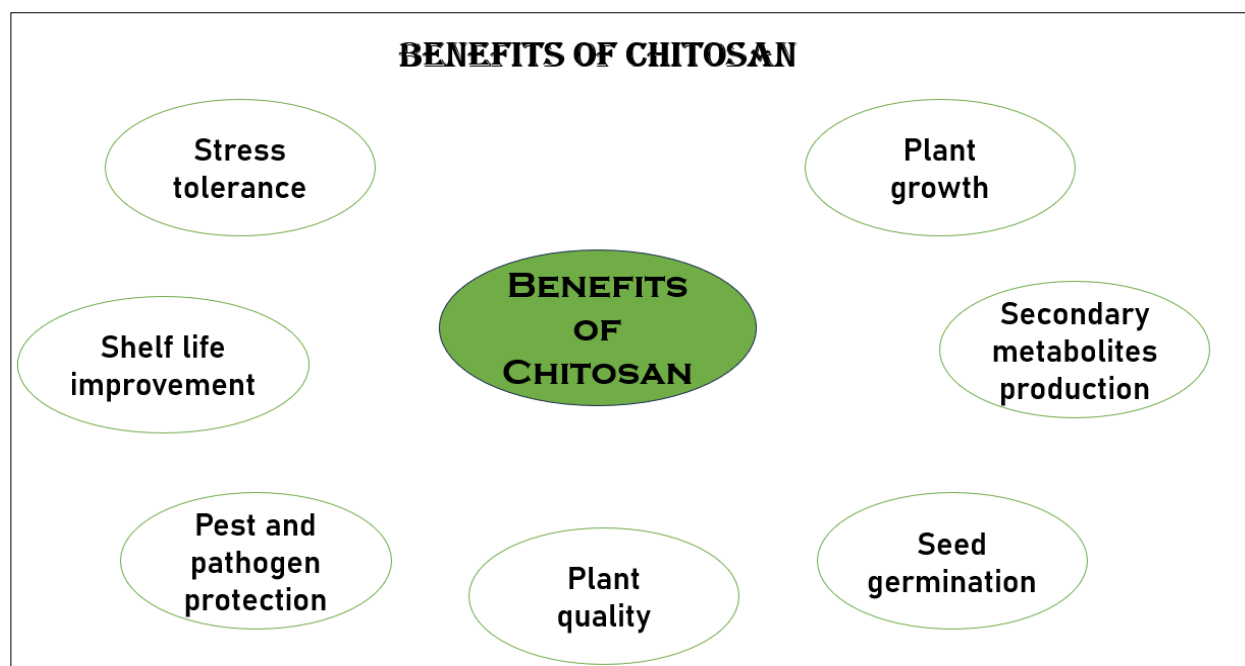 BENEFITS OF CHITOSAN
Stress
tolerance
Plant
growth
BENEFITS
OF
CHITOSAN
Shelf life
improvement
Secondary
metabolites
production
Pest and
pathogen
protection
Plant
quality
Seed
germination